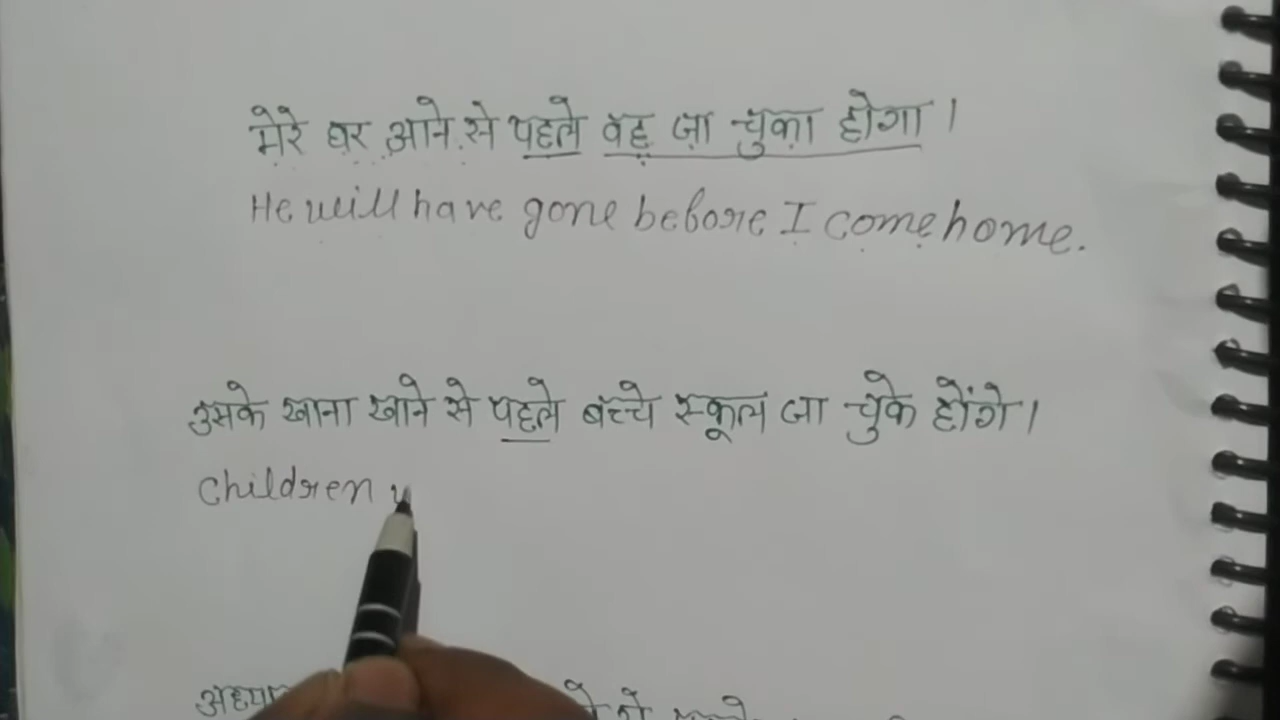 मेरे घर आने से पहले वह जा चुका होगा।
He will have gone before I come home.
उसके खाना खाने से पहले बच्चे स्कूल जा चुके होंगे।
Children